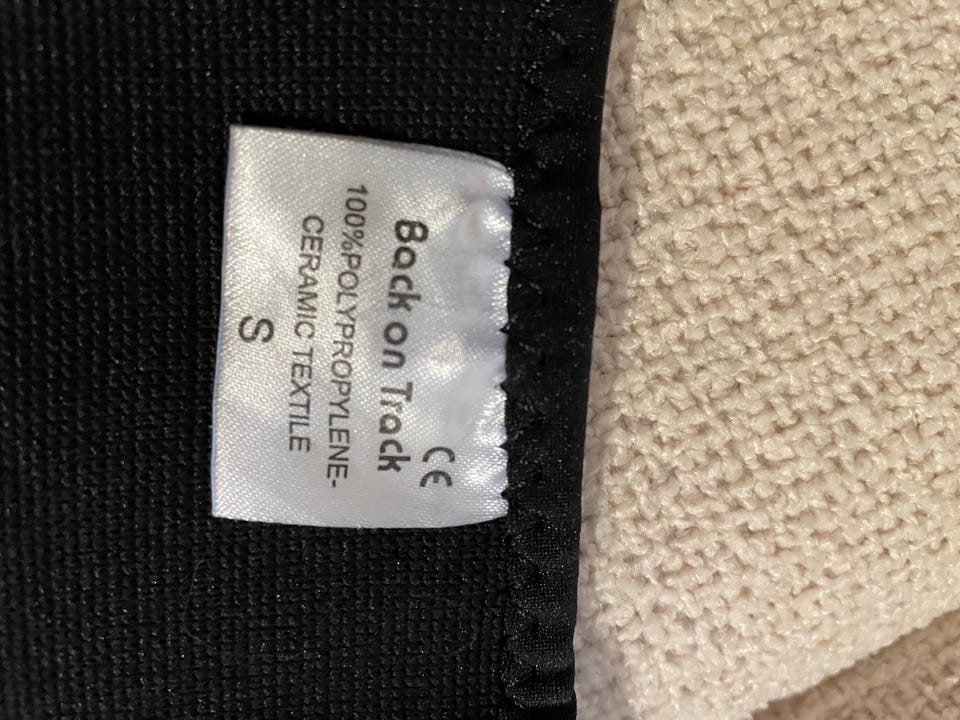 CE
Back on Track
100%POLYPROPYLENE-
CERAMIC TEXTILE
S